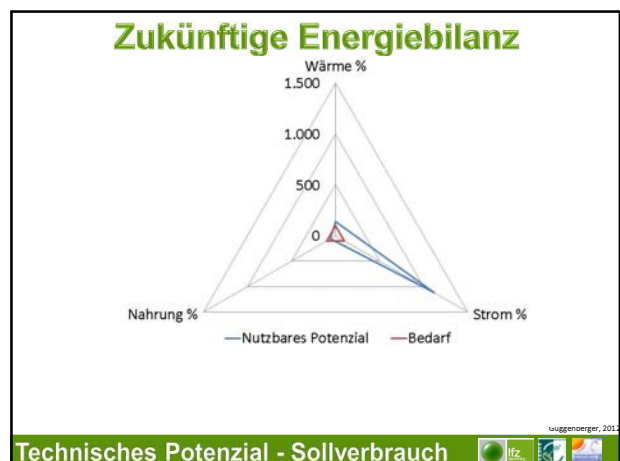 Zukünftige Energiebilanz
Wärme %
1.500
1.000
500
0
Nahrung %
Strom %
Nutzbares Potenzial
Bedarf
Guggenberger, 2012
Technisches Potenzial - Sollverbrauch
lfz